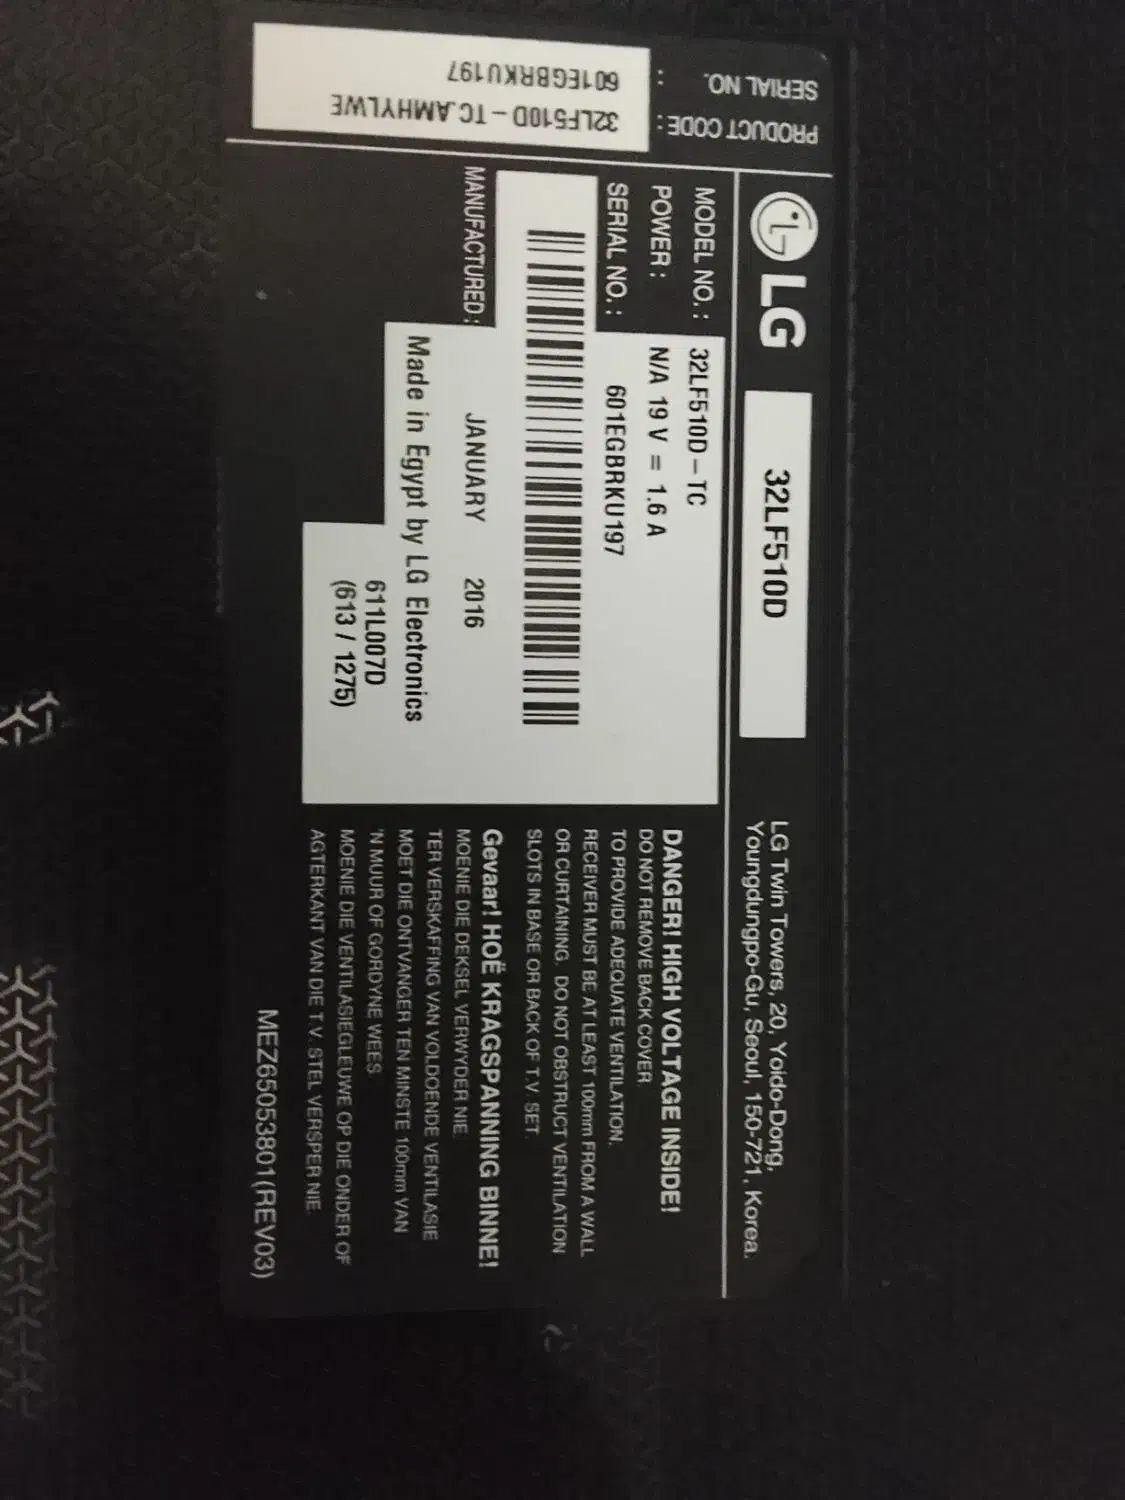 LG
32LF510D
LG Twin Towers, 20, Yoido-Dong,
Youngdungpo-Gu, Seoul, 150-721, Korea.
MODEL NO. : 32LF510D-TC
POWER : N/A 19 V = 1.6 A
SERIAL NO. : 601EGBRKU197
MANUFACTURED : JANUARY 2016
Made in Egypt by LG Electronics
611L007D
(613 / 1275)
DANGER! HIGH VOLTAGE INSIDE!
DO NOT REMOVE BACK COVER.
TO PROVIDE ADEQUATE VENTILATION.
RECEIVER MUST BE AT LEAST 100mm FROM A WALL
OR CURTAINING. DO NOT OBSTRUCT VENTILATION
SLOTS IN BASE OR BACK OF T.V. SET.
Gevaar! HOË KRAGSPANNING BINNE!
MOENIE DIE DEKSEL VERWYDER NIE.
TER VERSKAFFING VAN VOLDOENDE VENTILASIE
MOET DIE ONTVANGER TEN MINSTE 100mm VAN
'N MUUR OF GORDYNE WEES.
MOENIE DIE VENTILASIEGLEUWE OP DIE ONDER OF
AGTERKANT VAN DIE T.V. STEL VERSPER NIE.
MEZ65053801(REV03)
PRODUCT CODE : 32LF510D-TC.AMHYLWE
SERIAL NO. : 601EGBRKU197